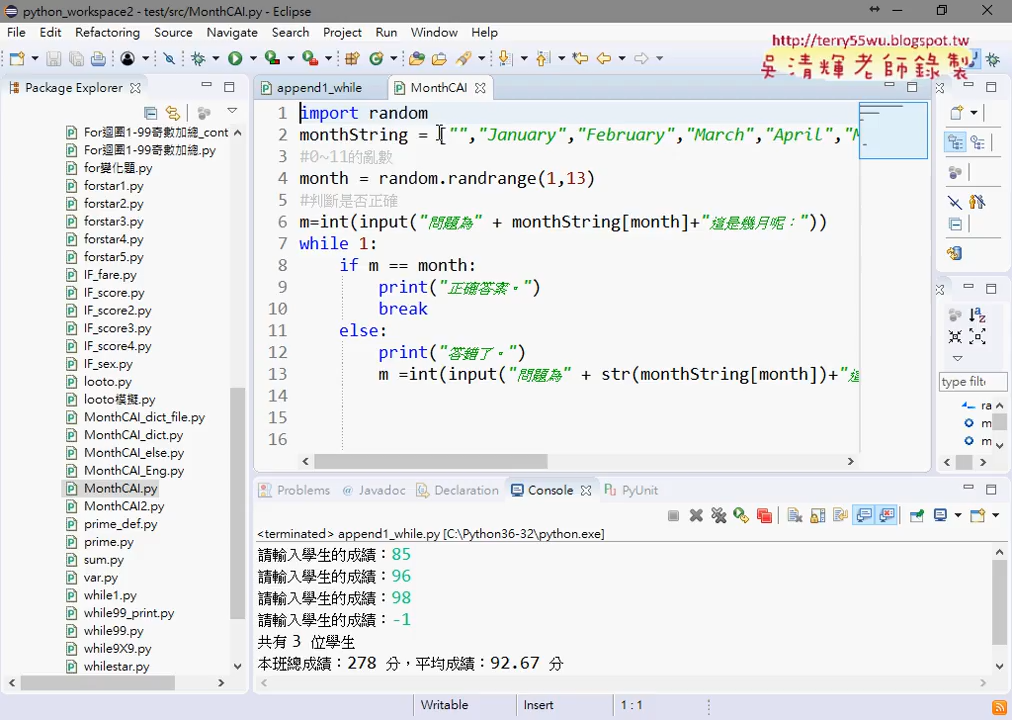 python_workspace2 - test/src/MonthCAI.py - Eclipse
File Edit Refactoring Source Navigate Search Project Run Window Help
http://terry55wu.blogspot.tw
吳清輝老師錄製
Package Explorer
append1_while
MonthCAI
For迴圈1-99奇數加總_cont
For迴圈1-99奇數加總.py
for變化題.py
forstar1.py
forstar2.py
forstar3.py
forstar4.py
forstar5.py
IF_fare.py
IF_score.py
IF_score2.py
IF_score3.py
IF_score4.py
IF_sex.py
looto.py
looto模擬.py
MonthCAI_dict_file.py
MonthCAI_dict.py
MonthCAI_else.py
MonthCAI_Eng.py
MonthCAI.py
MonthCAI2.py
prime_def.py
prime.py
sum.py
var.py
while1.py
while99_print.py
while99.py
while9X9.py
whilestar.py
1 import random
2 monthString = ["","January","February","March","April","M
3 #0~11的亂數
4 month = random.randrange(1,13)
5 #判斷是否正確
6 m=int(input("問題為" + monthString[month]+"這是幾月呢："))
7 while 1:
8 if m == month:
9 print("正確答案。")
10 break
11 else:
12 print("答錯了。")
13 m =int(input("問題為" + str(monthString[month])+"這
14
15
16
type filt
ra
m
m
Problems
Javadoc
Declaration
Console
PyUnit
<terminated> append1_while.py [C:\Python36-32\python.exe]
請輸入學生的成績：85
請輸入學生的成績：96
請輸入學生的成績：98
請輸入學生的成績：-1
共有 3 位學生
本班總成績：278 分，平均成績：92.67 分
Writable
Insert
1 : 1